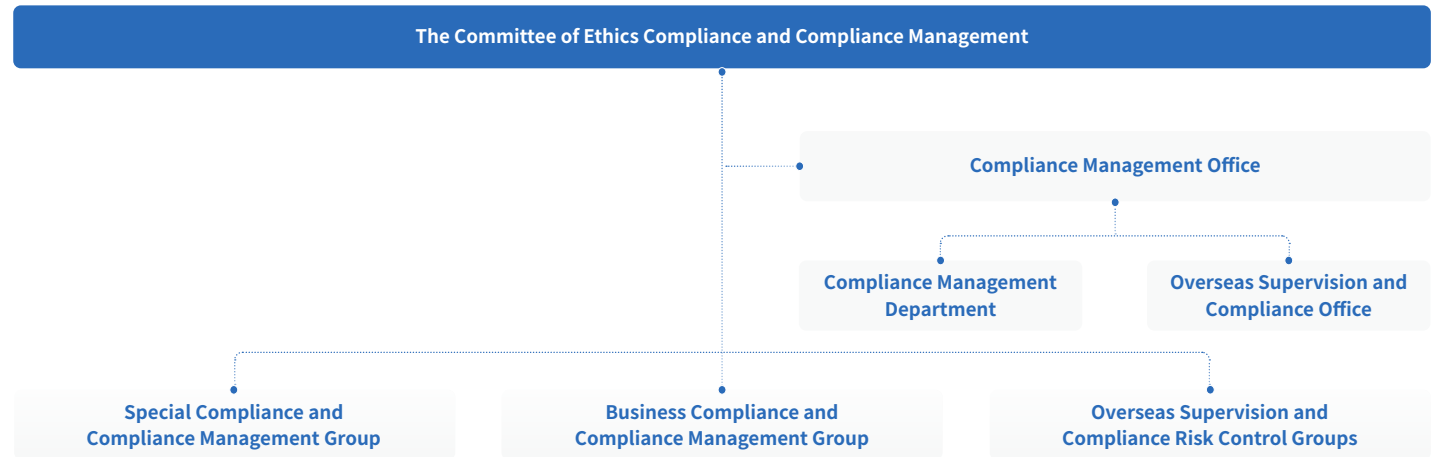 The Committee of Ethics Compliance and Compliance Management
Compliance Management Office
Compliance Management
Department
Overseas Supervision and
Compliance Office
Special Compliance and
Compliance Management Group
Business Compliance and
Compliance Management Group
Overseas Supervision and
Compliance Risk Control Groups